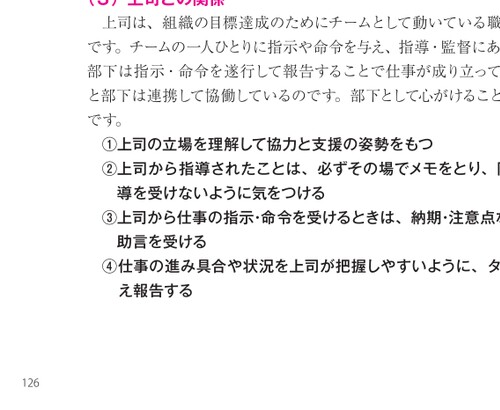 （3）上司との関係
上司は、組織の目標達成のためにチームとして動いている職
です。チームの一人ひとりに指示や命令を与え、指導・監督にあ
部下は指示・命令を遂行して報告することで仕事が成り立って
と部下は連携して協働しているのです。部下として心がけること
です。
①上司の立場を理解して協力と支援の姿勢をもつ
②上司から指導されたことは、必ずその場でメモをとり、
導を受けないように気をつける
③上司から仕事の指示・命令を受けるときは、納期・注意点
助言を受ける
④仕事の進み具合や状況を上司が把握しやすいように、タ
え報告する
126